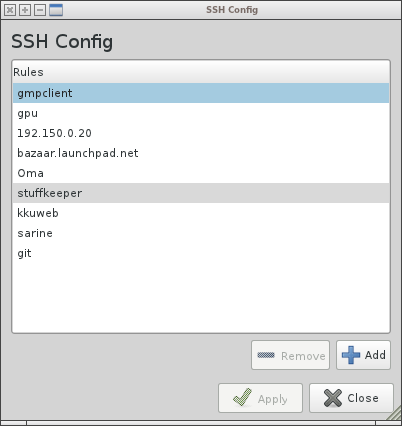 SSH Config
SSH Config
Rules
gmpclient
gpu
192.150.0.20
bazaar.launchpad.net
Oma
stuffkeeper
kkuweb
sarine
git
Remove
Add
Apply
Close